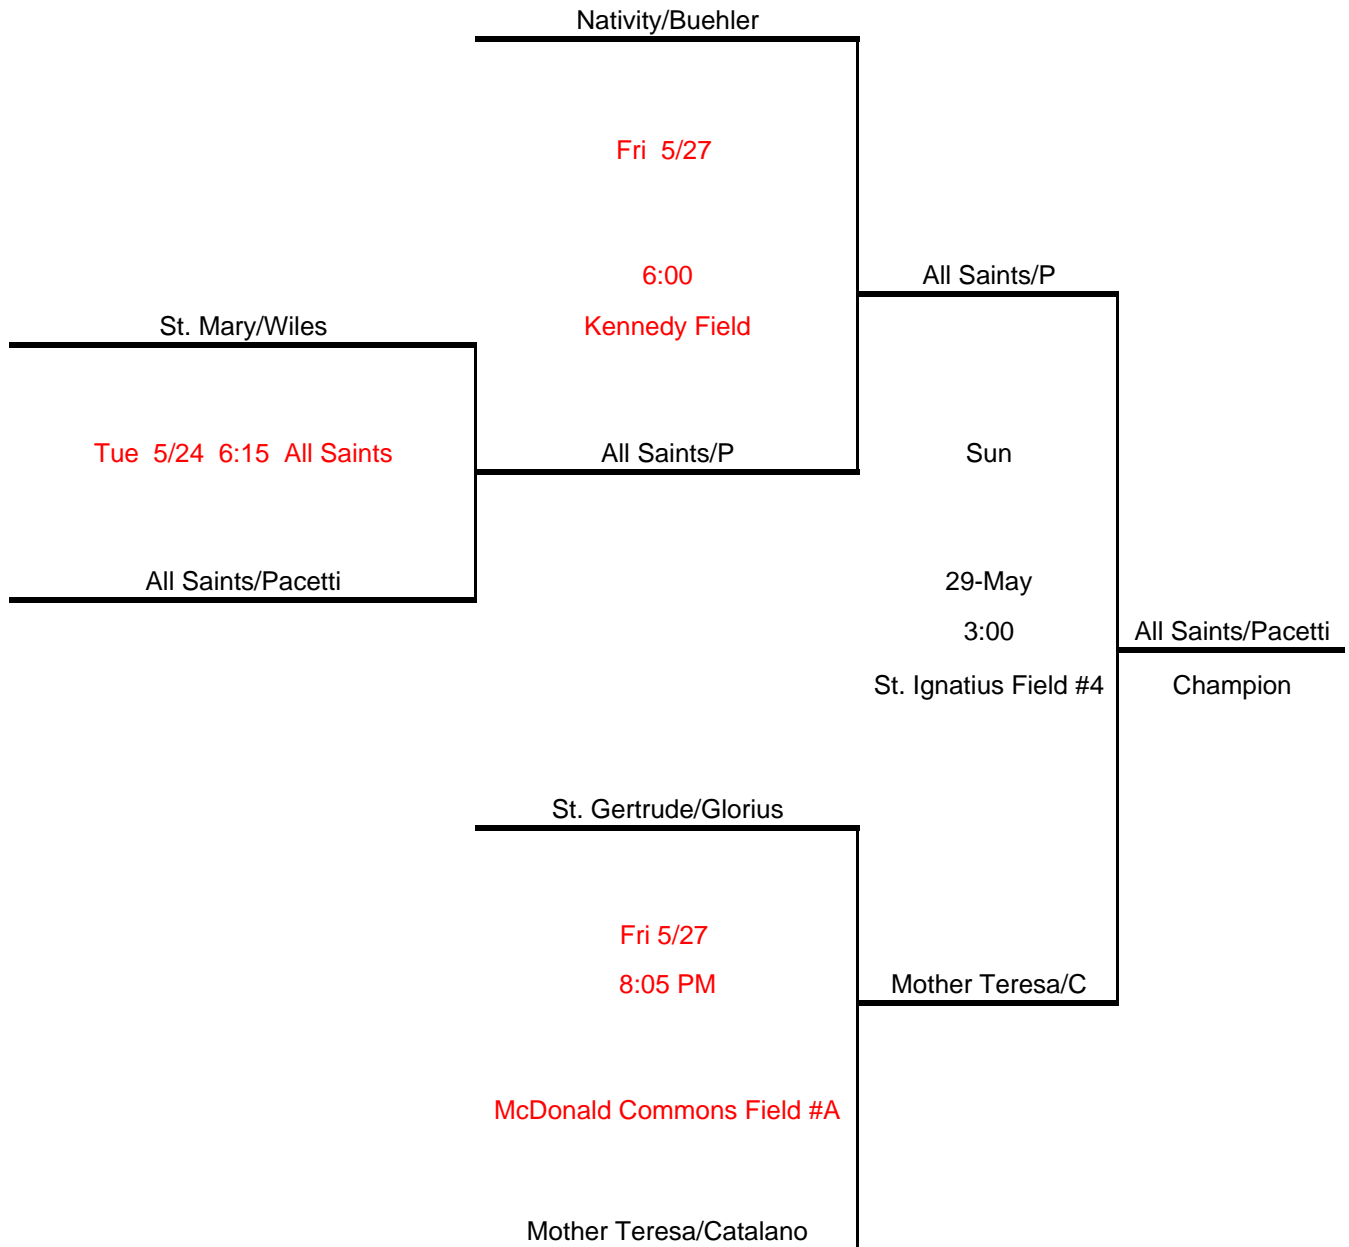 Nativity/Buehler
Fri 5/27
6:00
All Saints/P
St. Mary/Wiles
Kennedy Field
Tue 5/24 6:15 All Saints
All Saints/P
Sun
All Saints/Pacetti
29-May
3:00
All Saints/Pacetti
St. Ignatius Field #4
Champion
St. Gertrude/Glorius
Fri 5/27
8:05 PM
Mother Teresa/C
McDonald Commons Field #A
Mother Teresa/Catalano